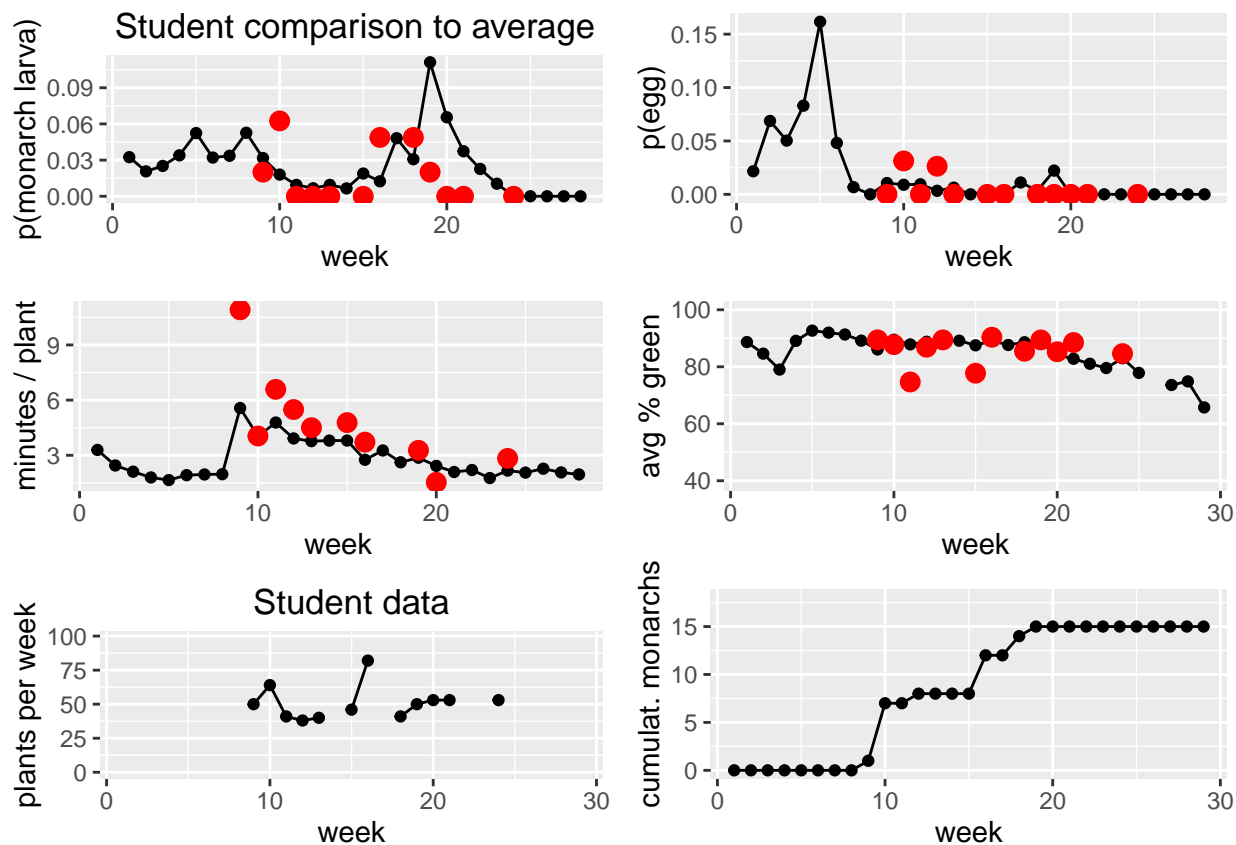 Student comparison to average
p(monarch larva)
0.09
0.06
0.03
0.00
0 10 20
week
p(egg)
0.15
0.10
0.05
0.00
10 20
week
minutes / plant
9
6
3
0 10 20
week
avg % green
100
80
60
40
0 10 20 30
week
Student data
plants per week
100
75
50
25
0
0 10 20 30
week
cumulat. monarchs
15
10
5
0
0 10 20 30
week